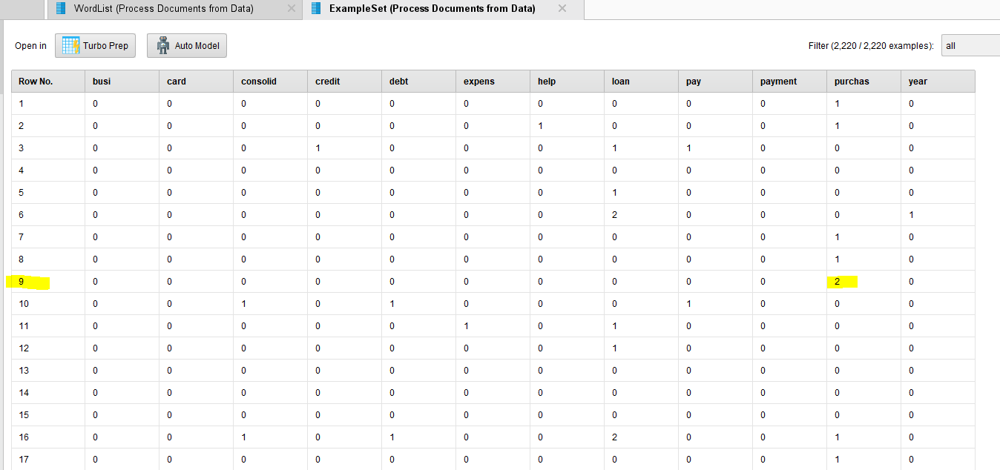 WordList (Process Documents from Data) ExampleSet (Process Documents from Data)
Open in Turbo Prep Auto Model Filter (2,220 / 2,220 examples): all
Row No. busi card consolid credit debt expens help loan pay payment purchas year
1 0 0 0 0 0 0 0 0 0 0 1 0
2 0 0 0 0 0 0 1 0 0 0 1 0
3 0 0 0 1 0 0 0 1 1 0 0 0
4 0 0 0 0 0 0 0 0 0 0 0 0
5 0 0 0 0 0 0 0 1 0 0 0 0
6 0 0 0 0 0 0 0 2 0 0 0 1
7 0 0 0 0 0 0 0 0 0 0 1 0
8 0 0 0 0 0 0 0 0 0 0 1 0
9 0 0 0 0 0 0 0 0 0 0 2 0
10 0 0 1 0 1 0 0 0 1 0 0 0
11 0 0 0 0 0 1 0 1 0 0 0 0
12 0 0 0 0 0 0 0 1 0 0 0 0
13 0 0 0 0 0 0 0 0 0 0 0 0
14 0 0 0 0 0 0 0 0 0 0 0 0
15 0 0 0 0 0 0 0 0 0 0 0 0
16 0 0 1 0 1 0 0 2 0 0 1 0
17 0 0 0 0 0 0 0 0 0 0 1 0